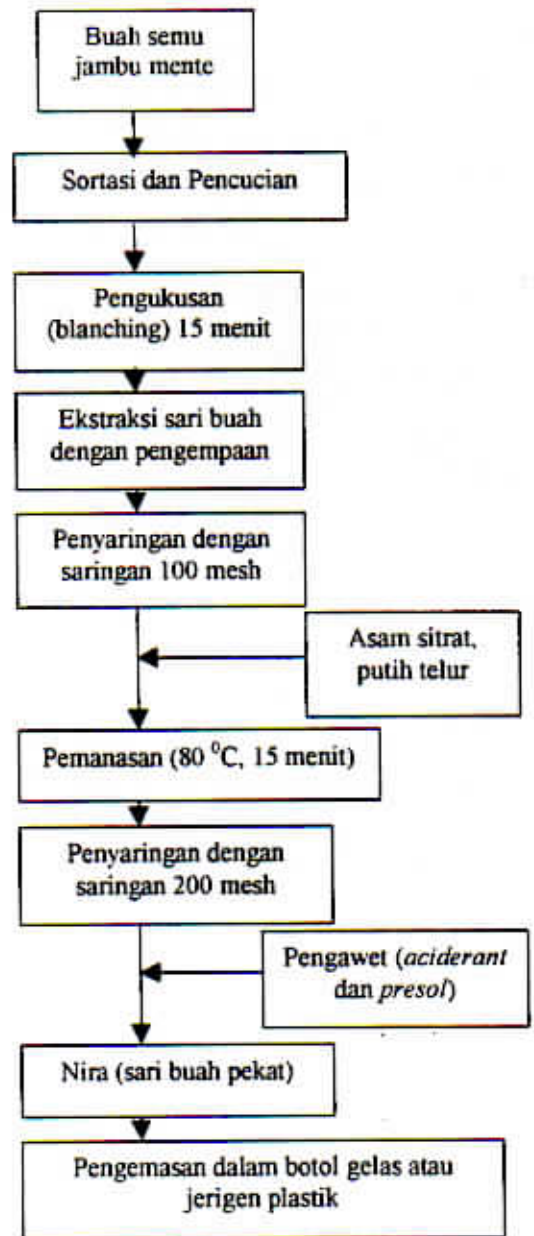 Buah semu
jambu mente
Sortasi dan Pencucian
Pengukusan
(blanching) 15 menit
Ekstraksi sari buah
dengan pengempaan
Penyaringan dengan
saringan 100 mesh
Asam sitrat,
putih telur
Pemanasan (80 ⁰C, 15 menit)
Penyaringan dengan
saringan 200 mesh
Pengawet (aciderant
dan presol)
Nira (sari buah pekat)
Pengemasan dalam botol gelas atau
jerigen plastik